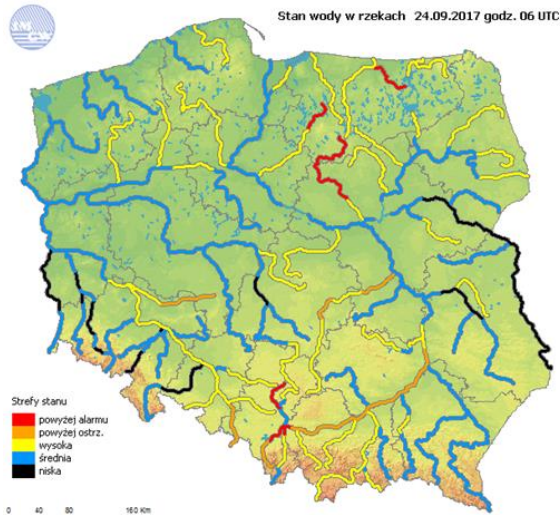 Stan wody w rzekach 24.09.2017 godz. 06 UTC
Strefy stanu
powyżej alarmu
powyżej ostrz.
wysoka
średnia
niska
0 40 80 160 Km